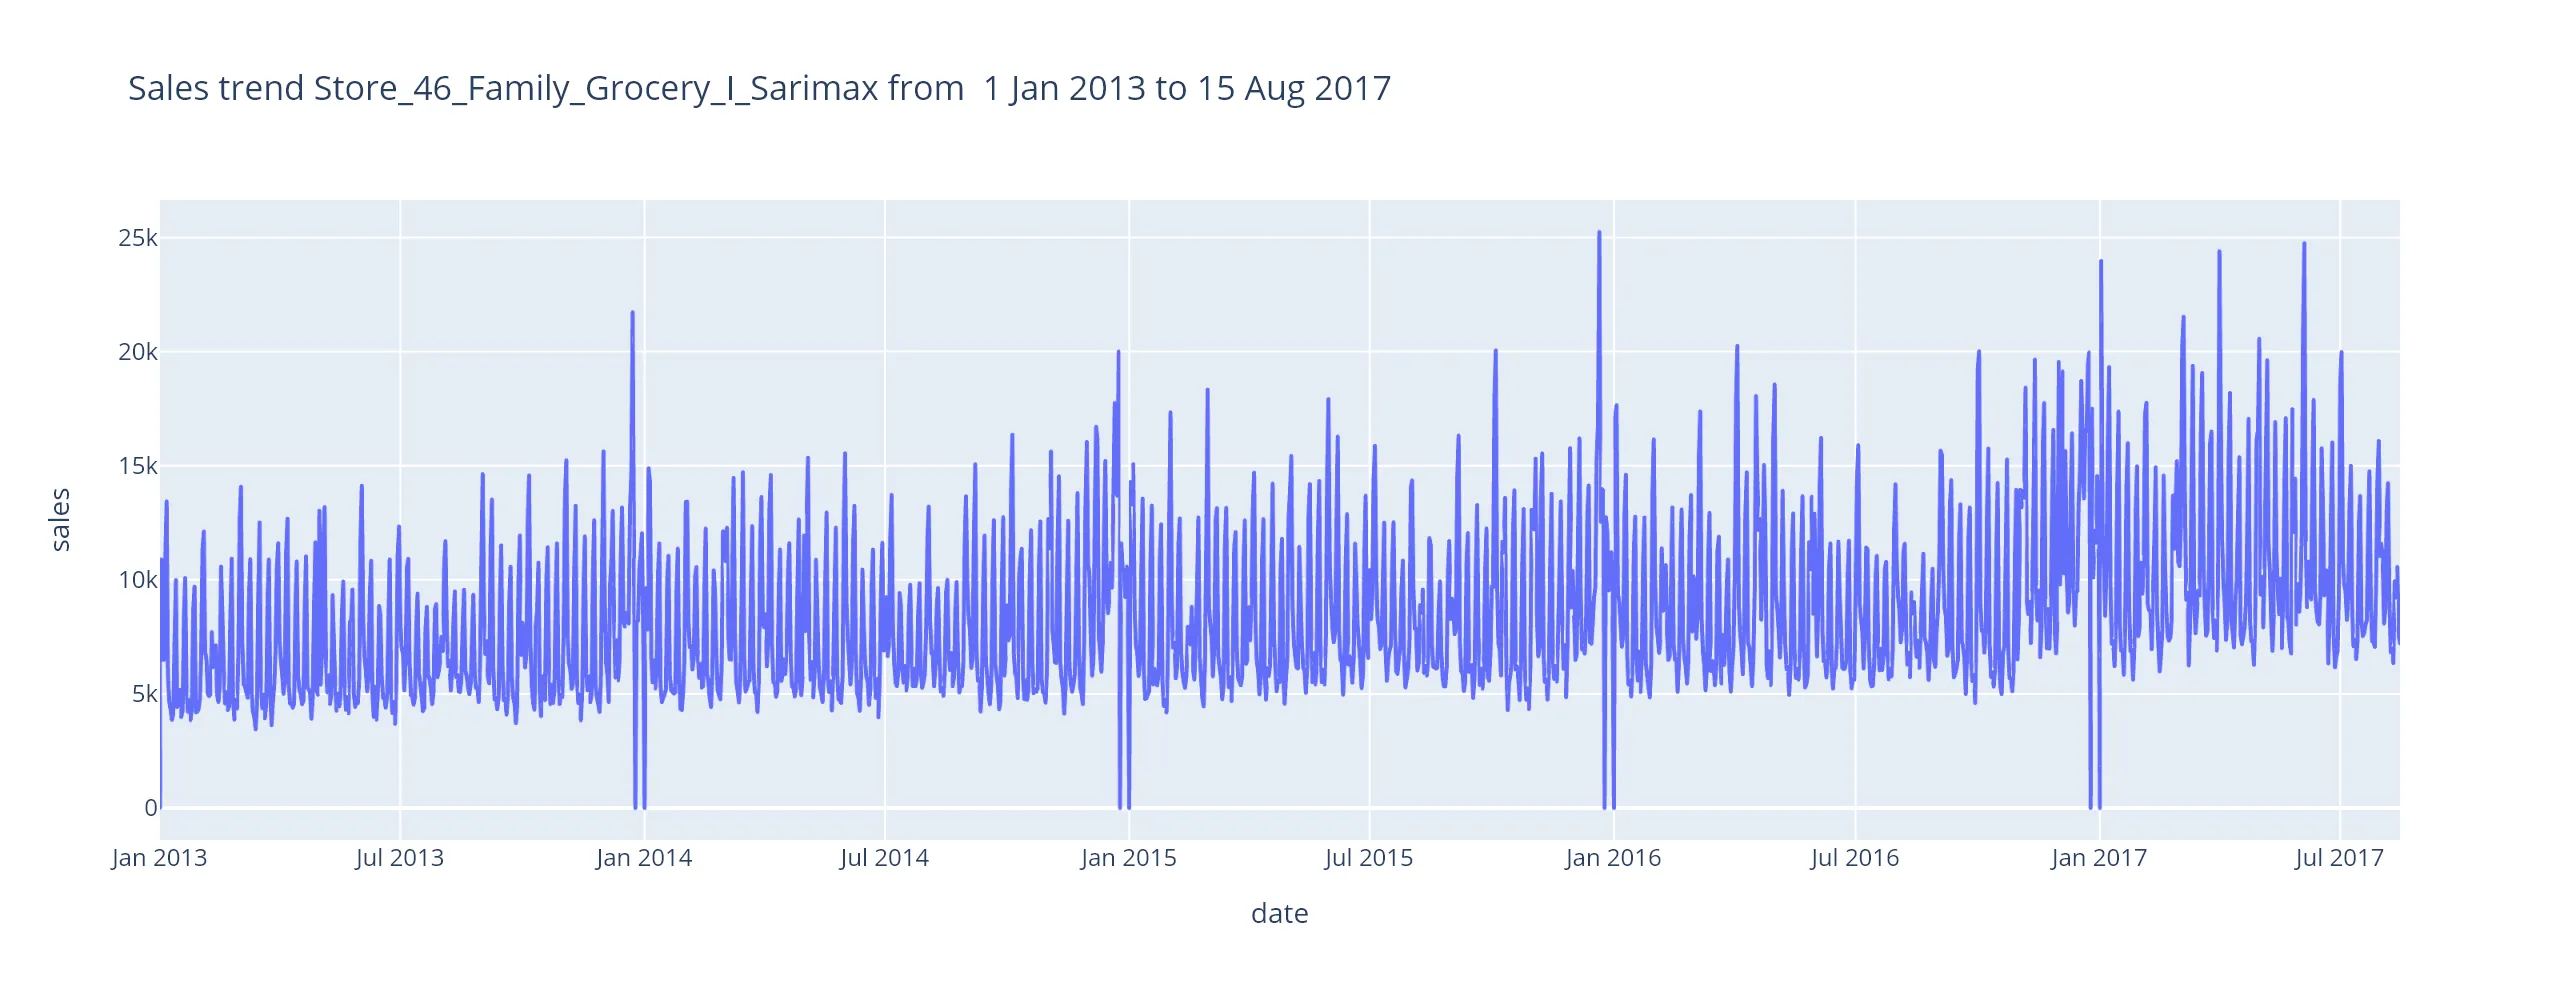 Sales trend Store_46_Family_Grocery_I_Sarimax from  1 Jan 2013 to 15 Aug 2017
25k
20k
15k
10k
5k
0
sales
Jan 2013 Jul 2013 Jan 2014 Jul 2014 Jan 2015 Jul 2015 Jan 2016 Jul 2016 Jan 2017 Jul 2017
date